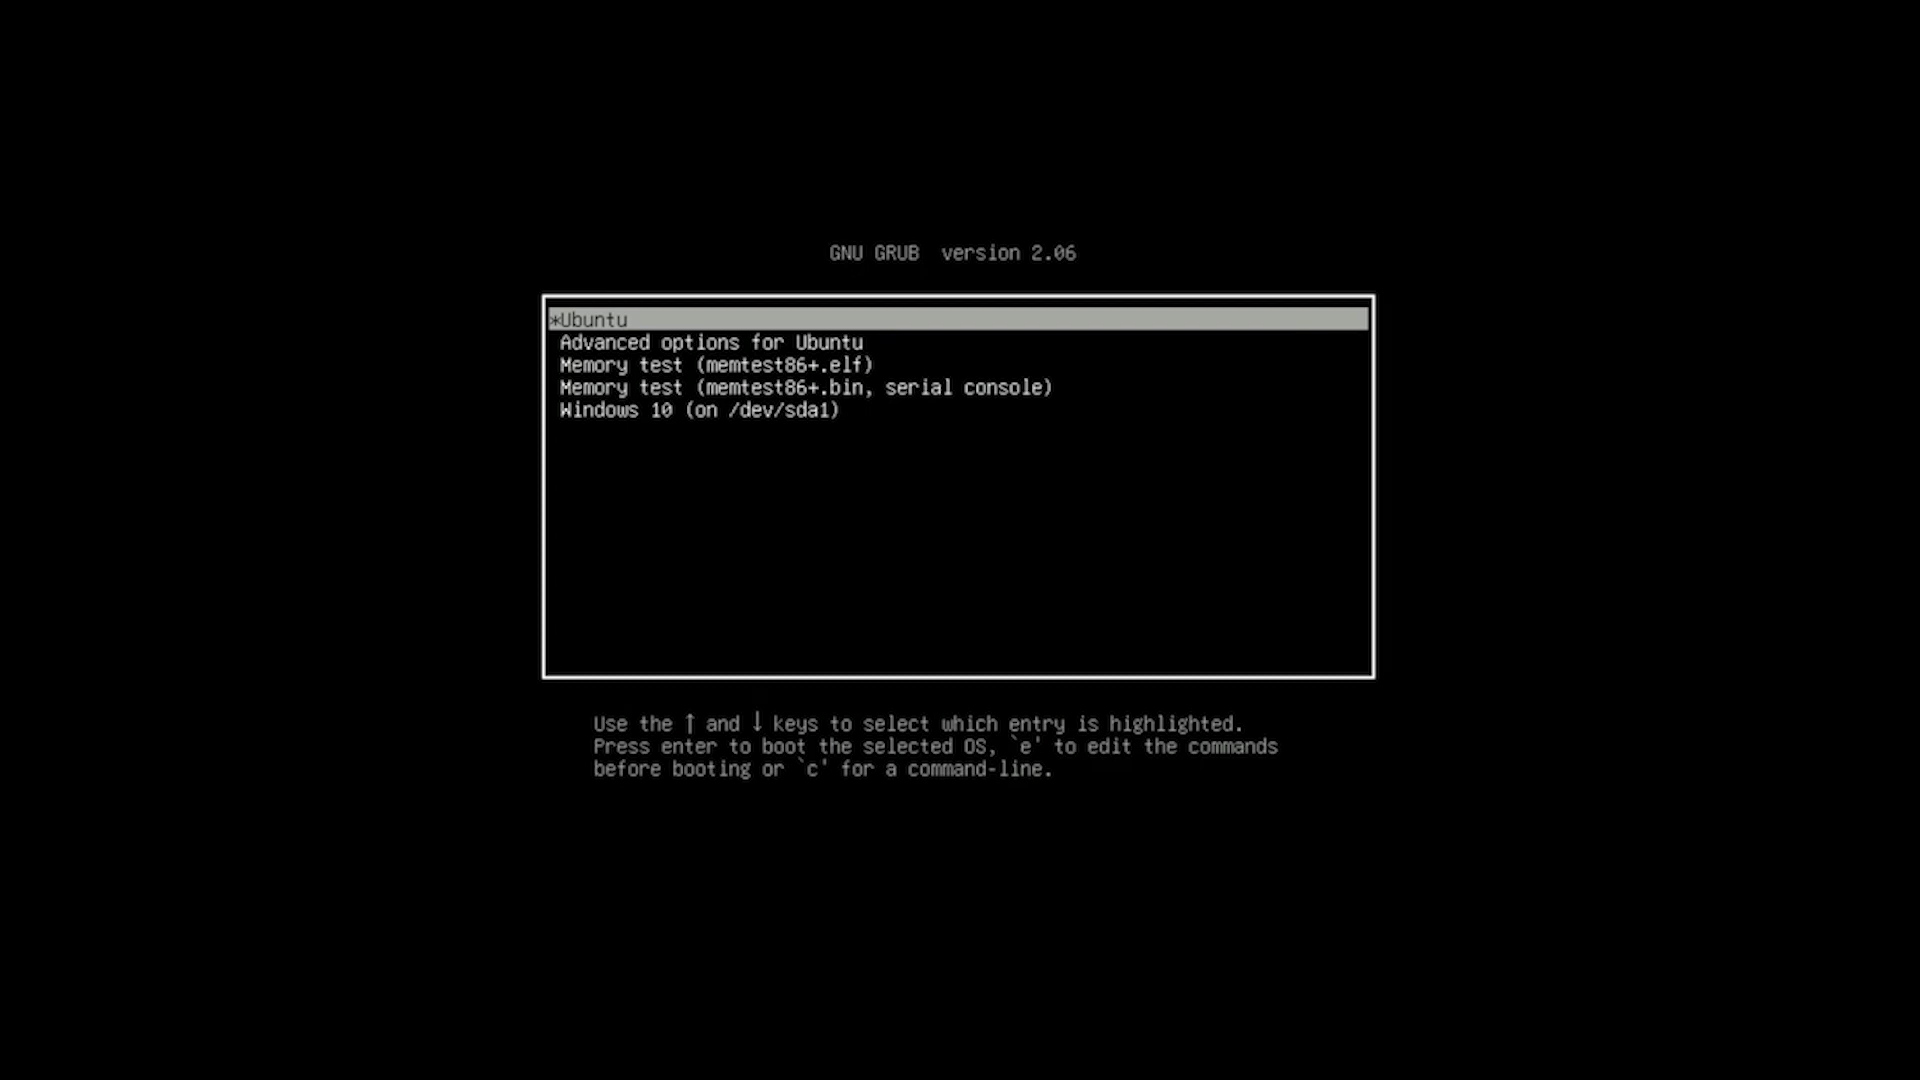 GNU GRUB  version 2.06
*Ubuntu
Advanced options for Ubuntu
Memory test (memtest86+.elf)
Memory test (memtest86+.bin, serial console)
Windows 10 (on /dev/sda1)
Use the ↑ and ↓ keys to select which entry is highlighted.
Press enter to boot the selected OS, `e' to edit the commands
before booting or `c' for a command-line.